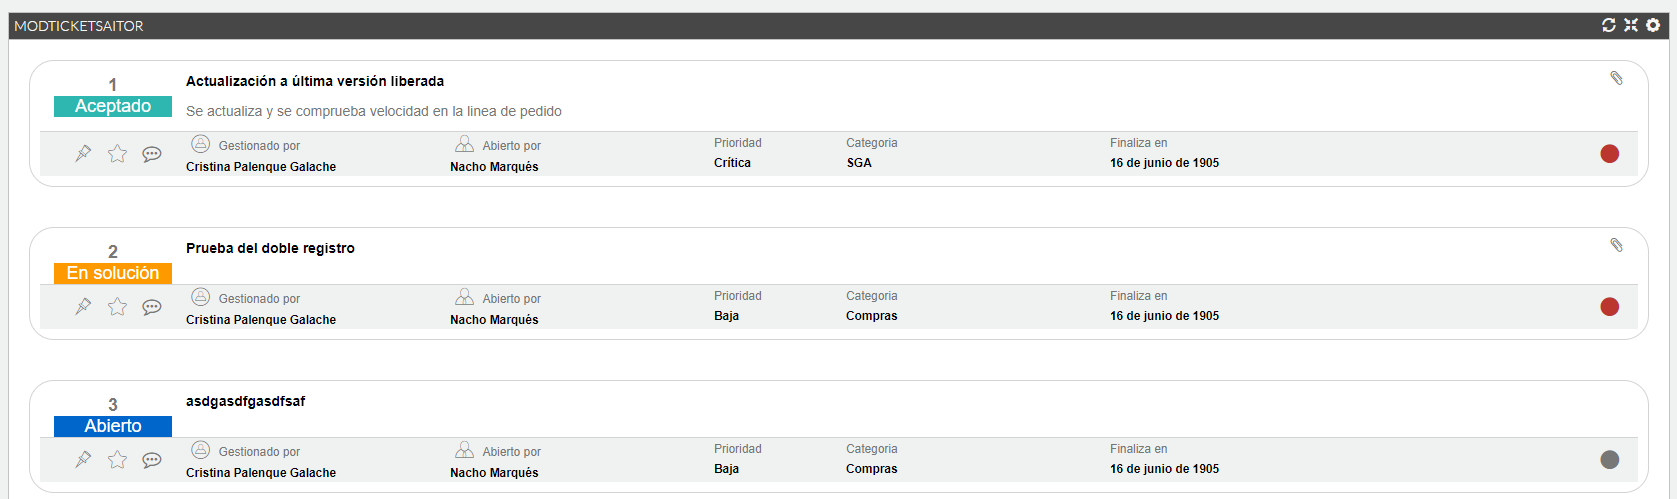 MODTICKETSAITOR
1
Aceptado
Actualización a última versión liberada
Se actualiza y se comprueba velocidad en la linea de pedido
Gestionado por
Cristina Palenque Galache
Abierto por
Nacho Marqués
Prioridad
Crítica
Categoria
SGA
Finaliza en
16 de junio de 1905
2
En solución
Prueba del doble registro
Gestionado por
Cristina Palenque Galache
Abierto por
Nacho Marqués
Prioridad
Baja
Categoria
Compras
Finaliza en
16 de junio de 1905
3
Abierto
asdgasdfgasdfsaf
Gestionado por
Cristina Palenque Galache
Abierto por
Nacho Marqués
Prioridad
Baja
Categoria
Compras
Finaliza en
16 de junio de 1905